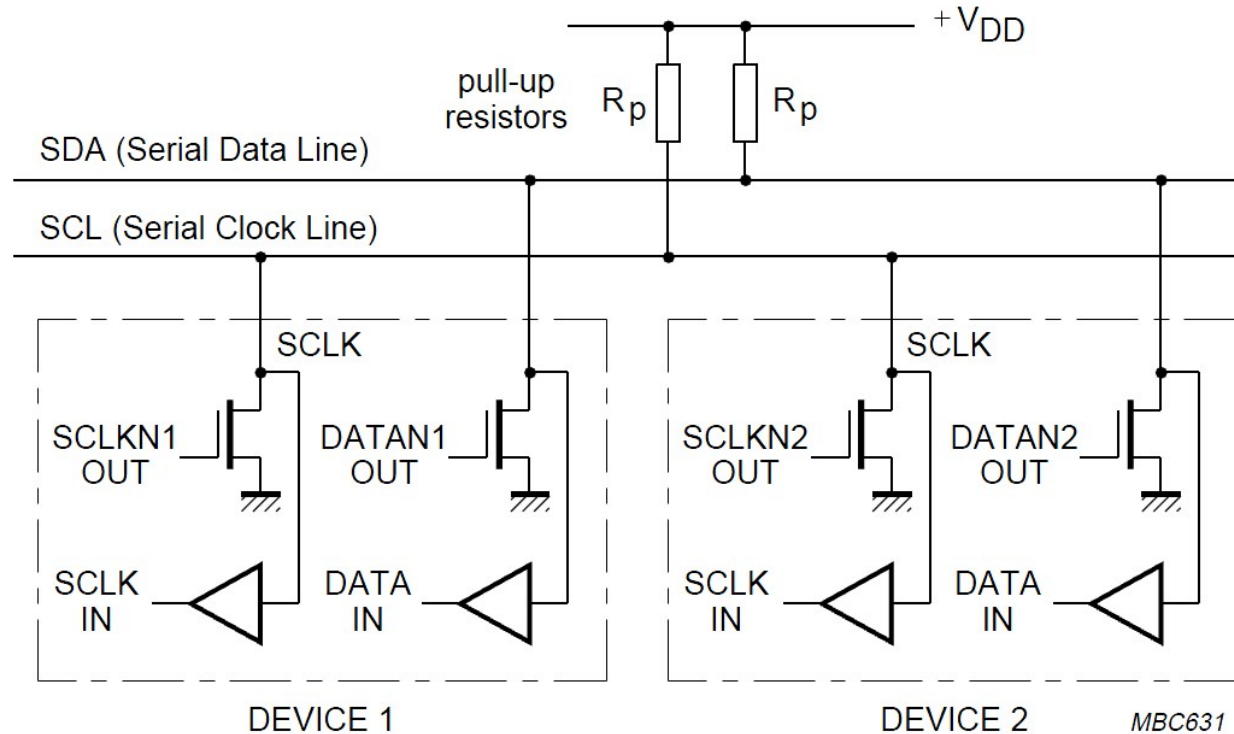 + VDD
pull-up
resistors
Rp
Rp
SDA (Serial Data Line)
SCL (Serial Clock Line)
SCLK
SCLK
SCLKN1
OUT
DATAN1
OUT
SCLKN2
OUT
DATAN2
OUT
SCLK
IN
DATA
IN
SCLK
IN
DATA
IN
DEVICE 1
DEVICE 2
MBC631